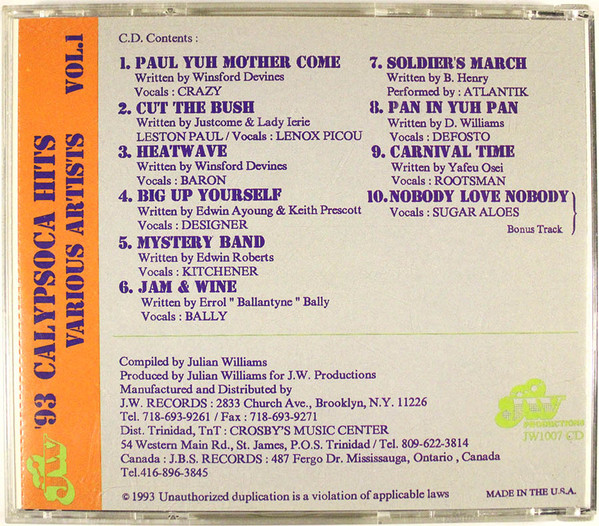 C.D. Contents :
1. PAUL YUH MOTHER COME
Written by Winsford Devines
Vocals : CRAZY
2. CUT THE BUSH
Written by Justcome & Lady Ierie
LESTON PAUL / Vocals : LENOX PICOU
3. HEATWAVE
Written by Winsford Devines
Vocals : BARON
4. BIG UP YOURSELF
Written by Edwin Ayoung & Keith Prescott
Vocals : DESIGNER
5. MYSTERY BAND
Written by Edwin Roberts
Vocals : KITCHENER
6. JAM & WINE
Written by Errol " Ballantyne " Bally
Vocals : BALLY
7. SOLDIER'S MARCH
Written by B. Henry
Performed by : ATLANTIK
8. PAN IN YUH PAN
Written by D. Williams
Vocals : DEFOSTO
9. CARNIVAL TIME
Written by Yafeu Osei
Vocals : ROOTSMAN
10. NOBODY LOVE NOBODY
Vocals : SUGAR ALOES
Bonus Track
Compiled by Julian Williams
Produced by Julian Williams for J.W. Productions
Manufactured and Distributed by
J.W. RECORDS : 2833 Church Ave., Brooklyn, N.Y. 11226
Tel. 718-693-9261 / Fax : 718-693-9271
Dist. Trinidad, TnT : CROSBY'S MUSIC CENTER
54 Western Main Rd., St. James, P.O.S. Trinidad / Tel. 809-622-3814
Canada : J.B.S. RECORDS : 487 Fergo Dr. Mississauga, Ontario , Canada
Tel.416-896-3845
© 1993 Unauthorized duplication is a violation of applicable laws
MADE IN THE U.S.A.
JW
PRODUCTIONS
JW1007 CD
JW '93 CALYPSOCA HITS VOL.1
VARIOUS ARTISTS